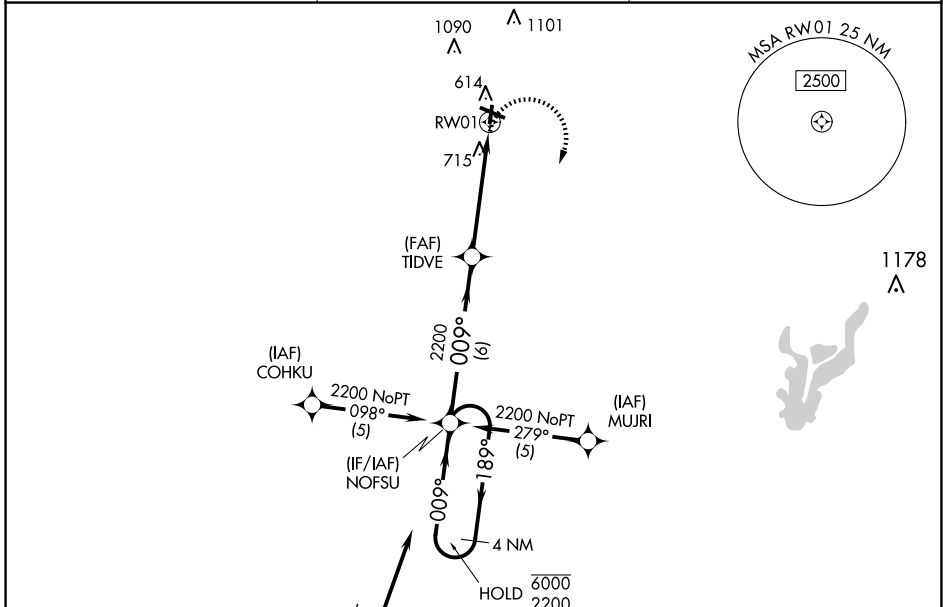 1090
1101
MSA RW01 25 NM
2500
614
RW01
715
(FAF)
TIDVE
1178
2200
009°
(6)
(IAF)
COHKU
2200 NoPT
098°
(5)
2200 NoPT
279°
(5)
(IAF)
MUJRI
(IF/IAF)
NOFSU
009°
189°
4 NM
HOLD
6000
2200